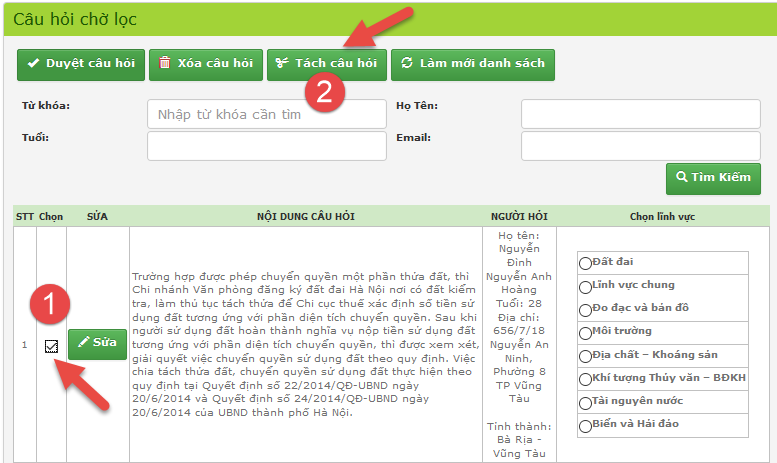 Câu hỏi chờ lọc
Duyệt câu hỏi
Xóa câu hỏi
Tách câu hỏi
Làm mới danh sách
2
Từ khóa:
Nhập từ khóa cần tìm
Họ Tên:
Tuổi:
Email:
Tìm Kiếm
STT
Chọn
SỬA
NỘI DUNG CÂU HỎI
NGƯỜI HỎI
Chọn lĩnh vực
1
1
Sửa
Trường hợp được phép chuyển quyền một phần thửa đất, thì
Chi nhánh Văn phòng đăng ký đất đai Hà Nội nơi có đất kiểm
tra, làm thủ tục tách thửa để Chi cục thuế xác định số tiền sử
dụng đất tương ứng với phần diện tích chuyển quyền. Sau khi
người sử dụng đất hoàn thành nghĩa vụ nộp tiền sử dụng đất
tương ứng với phần diện tích chuyển quyền, thì được xem xét,
giải quyết việc chuyển quyền sử dụng đất theo quy định. Việc
chia tách thửa đất, chuyển quyền sử dụng đất thực hiện theo
quy định tại Quyết định số 22/2014/QĐ-UBND ngày
20/6/2014 và Quyết định số 24/2014/QĐ-UBND ngày
20/6/2014 của UBND thành phố Hà Nội.
Họ tên:
Nguyễn
Đình
Nguyễn Anh
Hoàng
Tuổi: 28
Địa chỉ:
656/7/18
Nguyễn An
Ninh,
Phường 8
TP Vũng
Tàu
Tỉnh thành:
Bà Rịa -
Vũng Tàu
Đất đai
Lĩnh vực chung
Đo đạc và bản đồ
Môi trường
Địa chất – Khoáng sản
Khí tượng Thủy văn – BĐKH
Tài nguyên nước
Biển và Hải đảo